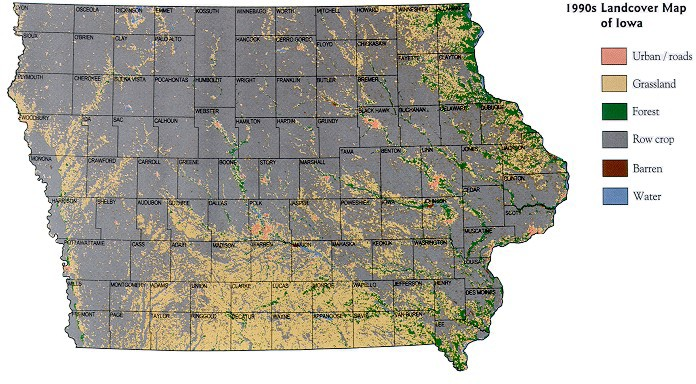 1990s Landcover Map
of Iowa
Urban / roads
Grassland
Forest
Row crop
Barren
Water
LYON OSCEOLA DICKINSON EMMET KOSSUTH WINNEBAGO WORTH MITCHELL HOWARD WINNESHIEK
SIOUX O'BRIEN CLAY PALO ALTO HANCOCK CERRO GORDO FLOYD CHICKASAW
FAYETTE CLAYTON
PLYMOUTH CHEROKEE BUENA VISTA POCAHONTAS HUMBOLDT WRIGHT FRANKLIN BUTLER BREMER
WEBSTER BLACK HAWK BUCHANAN DELAWARE DUBUQUE
WOODBURY IDA SAC CALHOUN HAMILTON HARDIN GRUNDY
TAMA BENTON LINN JONES JACKSON
MONONA CRAWFORD CARROLL GREENE BOONE STORY MARSHALL
CLINTON
CEDAR
HARRISON SHELBY AUDUBON GUTHRIE DALLAS POLK JASPER POWESHIEK IOWA JOHNSON
SCOTT
MUSCATINE
POTTAWATTAMIE CASS ADAIR MADISON WARREN MARION MAHASKA KEOKUK WASHINGTON
LOUISA
MILLS MONTGOMERY ADAMS UNION CLARKE LUCAS MONROE WAPELLO JEFFERSON HENRY
DES MOINES
FREMONT PAGE TAYLOR RINGGOLD DECATUR WAYNE APPANOOSE DAVIS VAN BUREN
LEE